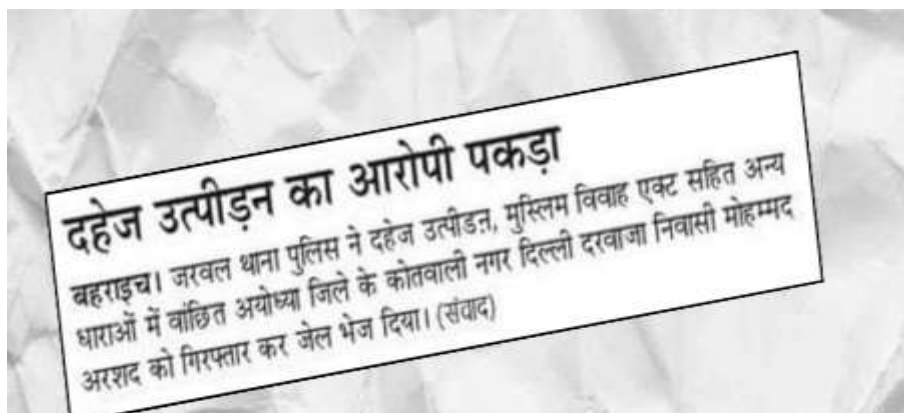 दहेज उत्पीड़न का आरोपी पकड़ा
बहराइच। जरवल थाना पुलिस ने दहेज उत्पीडऩ, मुस्लिम विवाह एक्ट सहित अन्य
धाराओं में वांछित अयोध्या जिले के कोतवाली नगर दिल्ली दरवाजा निवासी मोहम्मद
अरशद को गिरफ्तार कर जेल भेज दिया। (संवाद)